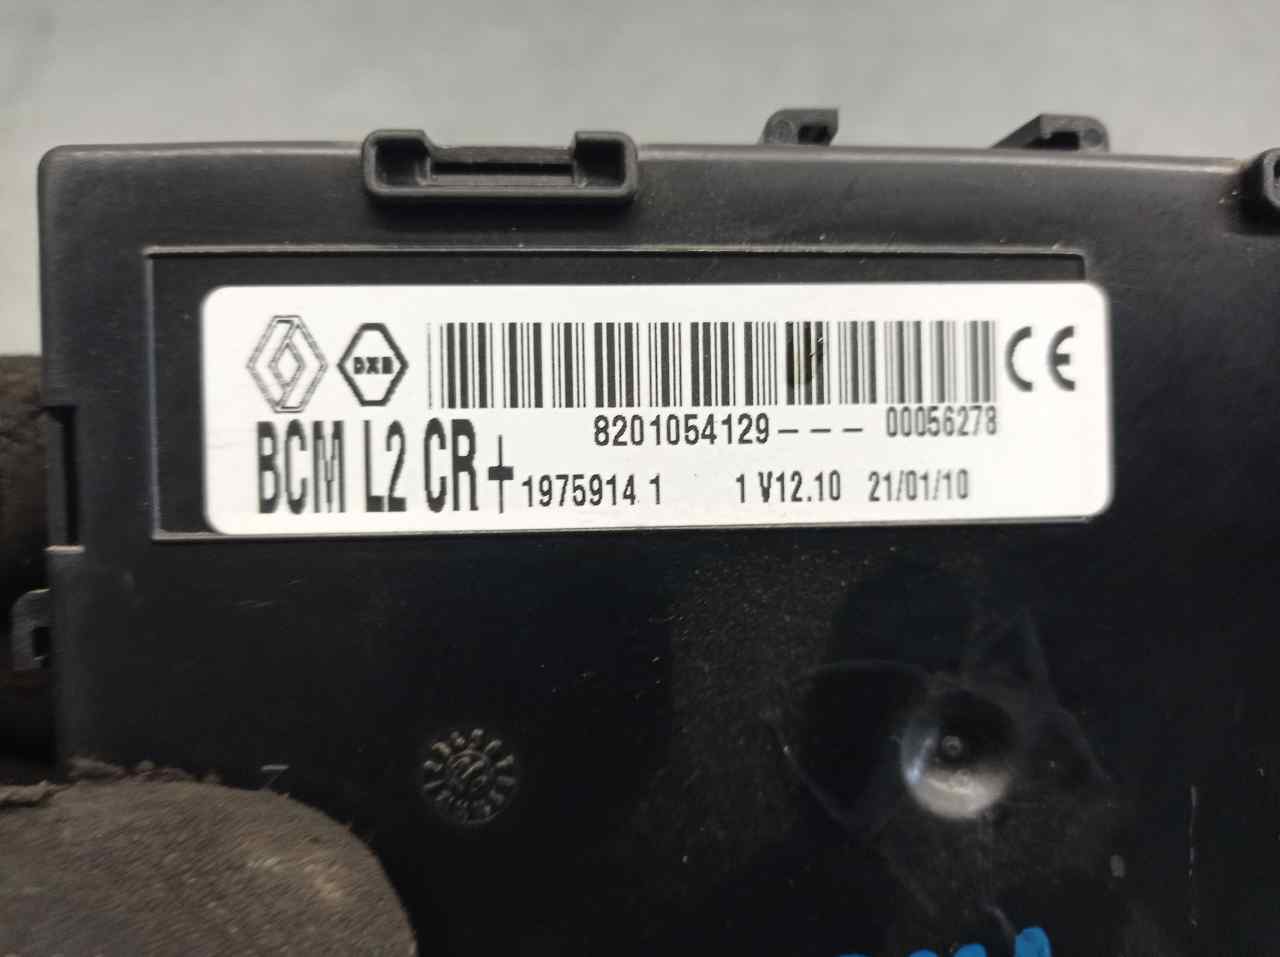 DXB
CE
8201054129--- 00056278
BCM L2 CR+ 1975914 1 1 V12.10 21/01/10